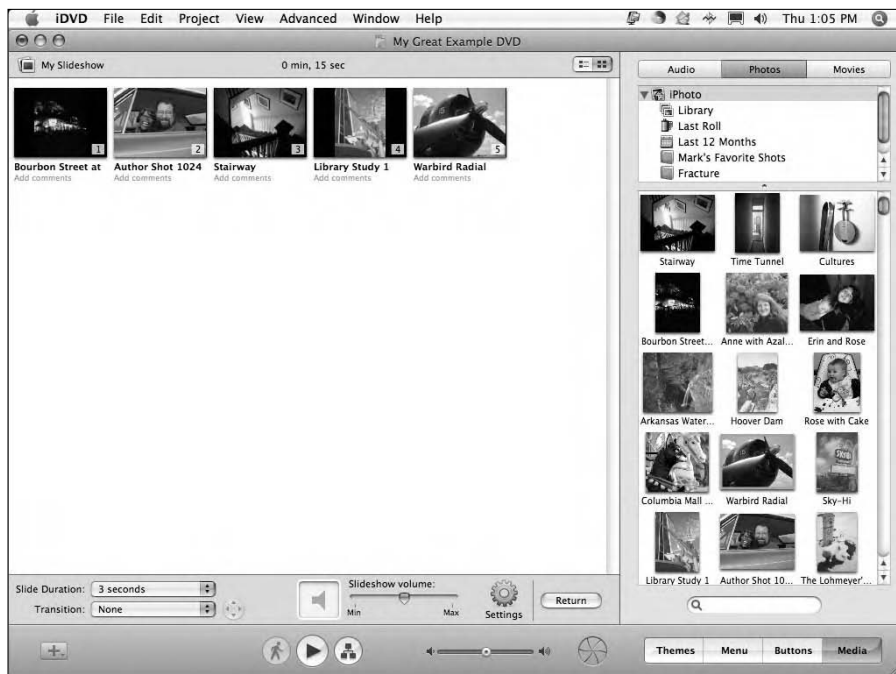 iDVD File Edit Project View Advanced Window Help Thu 1:05 PM
My Great Example DVD
My Slideshow 0 min, 15 sec
1 2 3 4 5
Bourbon Street at Author Shot 1024 Stairway Library Study 1 Warbird Radial
Add comments Add comments Add comments Add comments Add comments
Slide Duration: 3 seconds
Transition: None
Slideshow volume:
Min Max
Settings
Return
Audio Photos Movies
iPhoto
Library
Last Roll
Last 12 Months
Mark's Favorite Shots
Fracture
Stairway Time Tunnel Cultures
Bourbon Street... Anne with Azal... Erin and Rose
Arkansas Water... Hoover Dam Rose with Cake
Columbia Mall ... Warbird Radial Sky-Hi
Library Study 1 Author Shot 10... The Lohmeyer'...
Themes Menu Buttons Media